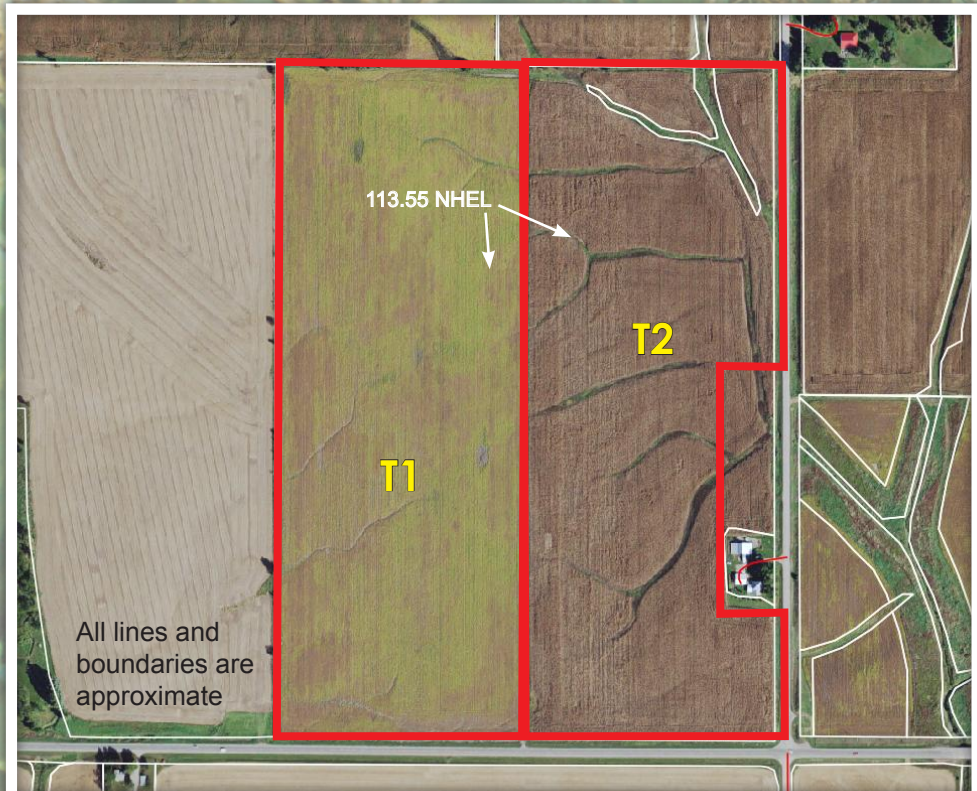 113.55 NHEL
T2
T1
All lines and
boundaries are
approximate